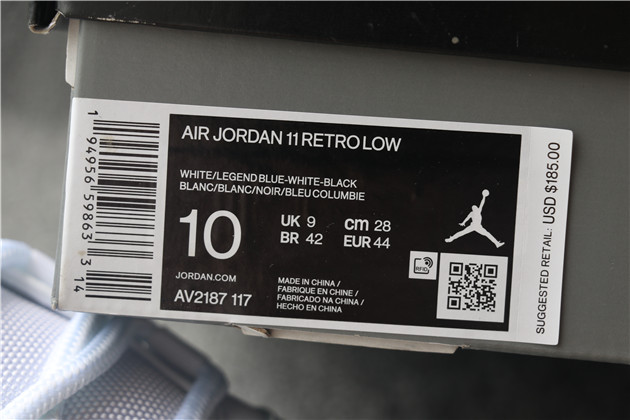 AIR JORDAN 11 RETRO LOW
WHITE/LEGEND BLUE-WHITE-BLACK
BLANC/BLANC/NOIR/BLEU COLUMBIE
10
UK 9 cm 28
BR 42 EUR 44
JORDAN.COM
AV2187 117
MADE IN CHINA /
FABRIQUE EN CHINE /
FABRICADO NA CHINA /
HECHO EN CHINA
RFID
SUGGESTED RETAIL: USD $185.00
1 94956 59863 3 14